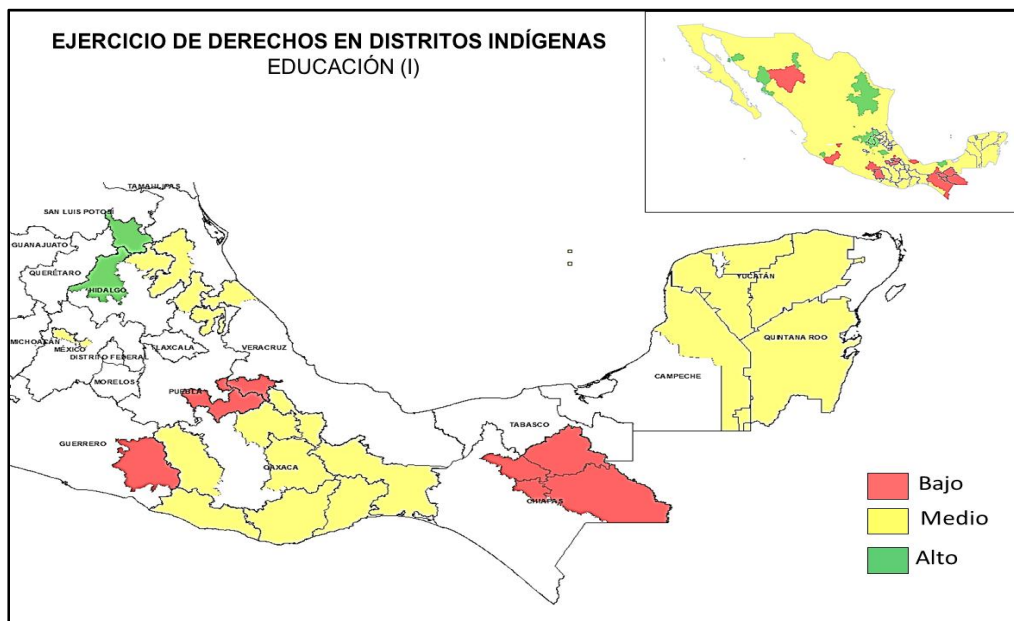 EJERCICIO DE DERECHOS EN DISTRITOS INDÍGENAS
EDUCACIÓN (I)
TAMAULIPAS
SAN LUIS POTOSÍ
GUANAJUATO
QUERÉTARO
HIDALGO
MICHOACÁN
MÉXICO
DISTRITO FEDERAL
TLAXCALA
VERACRUZ
MORELOS
PUEBLA
GUERRERO
OAXACA
TABASCO
CHIAPAS
CAMPECHE
YUCATÁN
QUINTANA ROO
Bajo
Medio
Alto